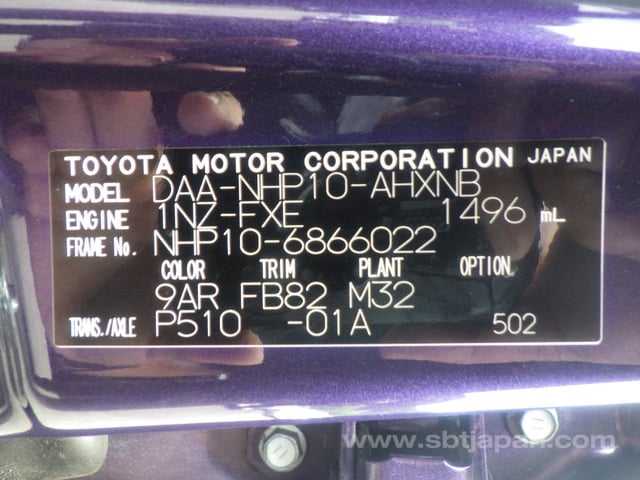 TOYOTA MOTOR CORPORATION JAPAN
MODEL DAA-NHP10-AHXNB
ENGINE 1NZ-FXE 1496 mL
FRAME No. NHP10-6866022
COLOR TRIM PLANT OPTION
9AR FB82 M32
TRANS./AXLE P510 -01A 502
www.sbtjapan.com